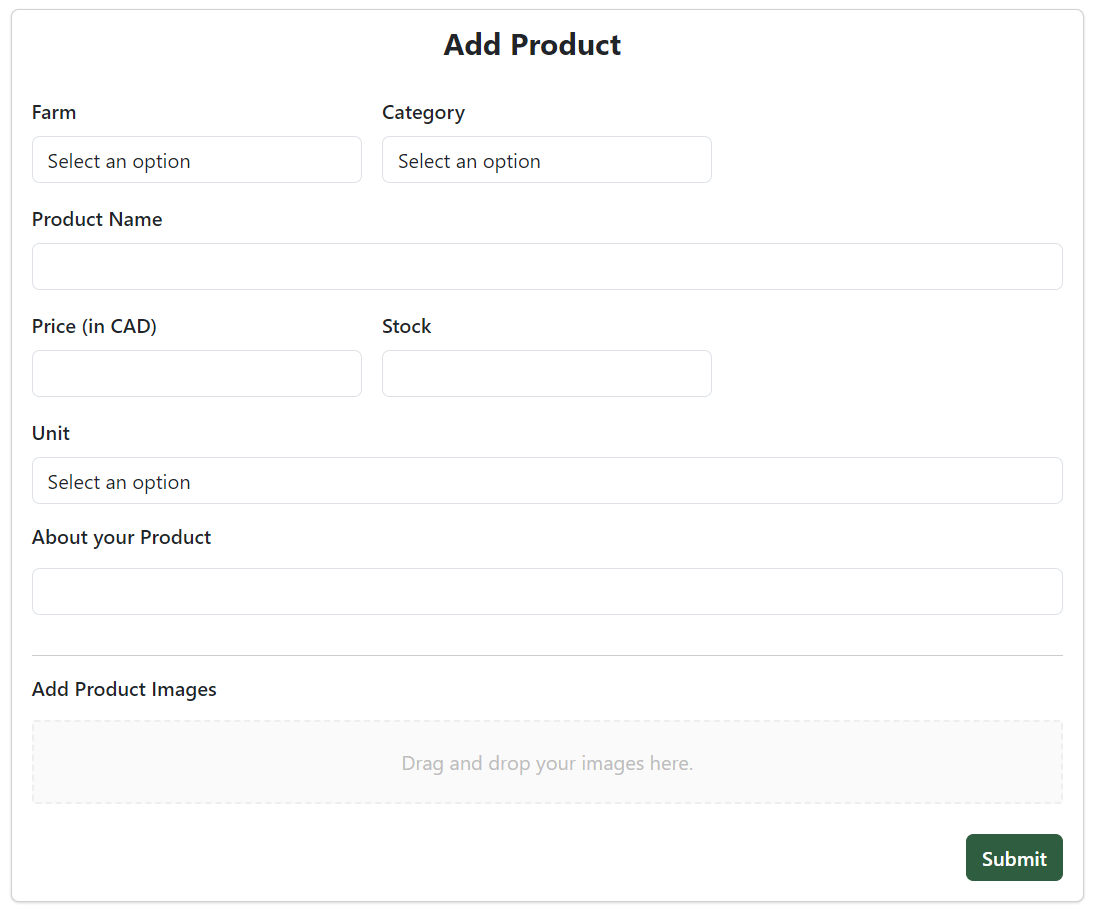 Add Product
Farm Category
Select an option Select an option
Product Name
Price (in CAD) Stock
Unit
Select an option
About your Product
Add Product Images
Drag and drop your images here.
Submit